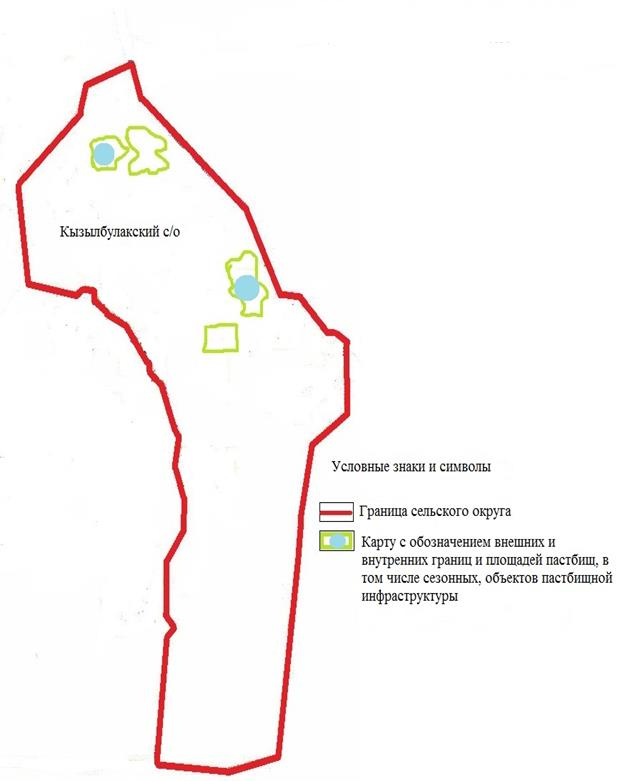 Кызылбулакский с/о
Условные знаки и символы
Граница сельского округа
Карту с обозначением внешних и
внутренних границ и площадей пастбищ, в
том числе сезонных, объектов пастбищной
инфраструктуры